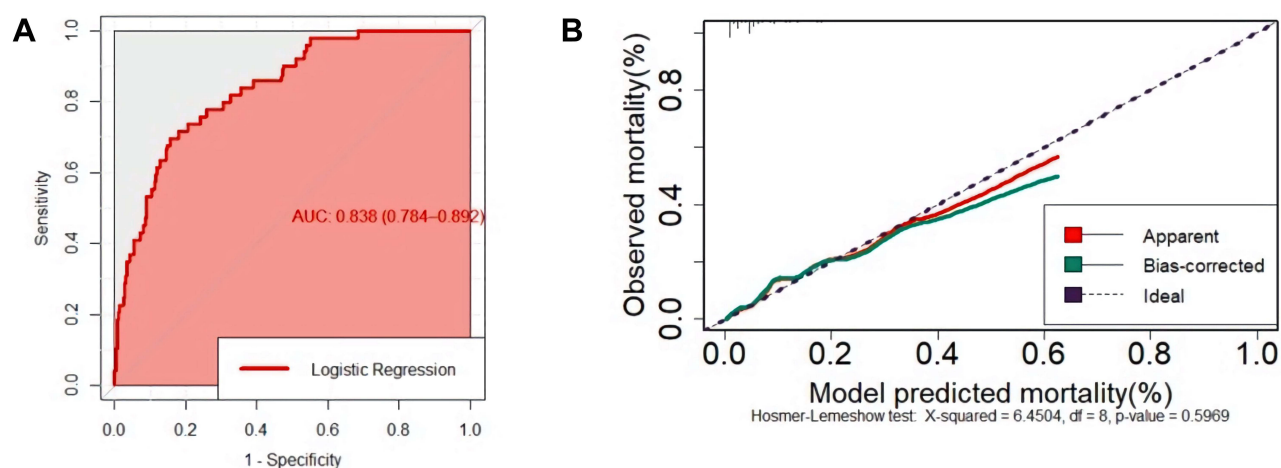 A
1.0
0.8
0.6
0.4
0.2
0.0
Sensitivity
AUC: 0.838 (0.784–0.892)
Logistic Regression
0.0 0.2 0.4 0.6 0.8 1.0
1 - Specificity
B
Observed mortality(%)
0.8
0.4
0.0
Apparent
Bias-corrected
Ideal
0.0 0.2 0.4 0.6 0.8 1.0
Model predicted mortality(%)
Hosmer-Lemeshow test: X-squared = 6.4504, df = 8, p-value = 0.5969